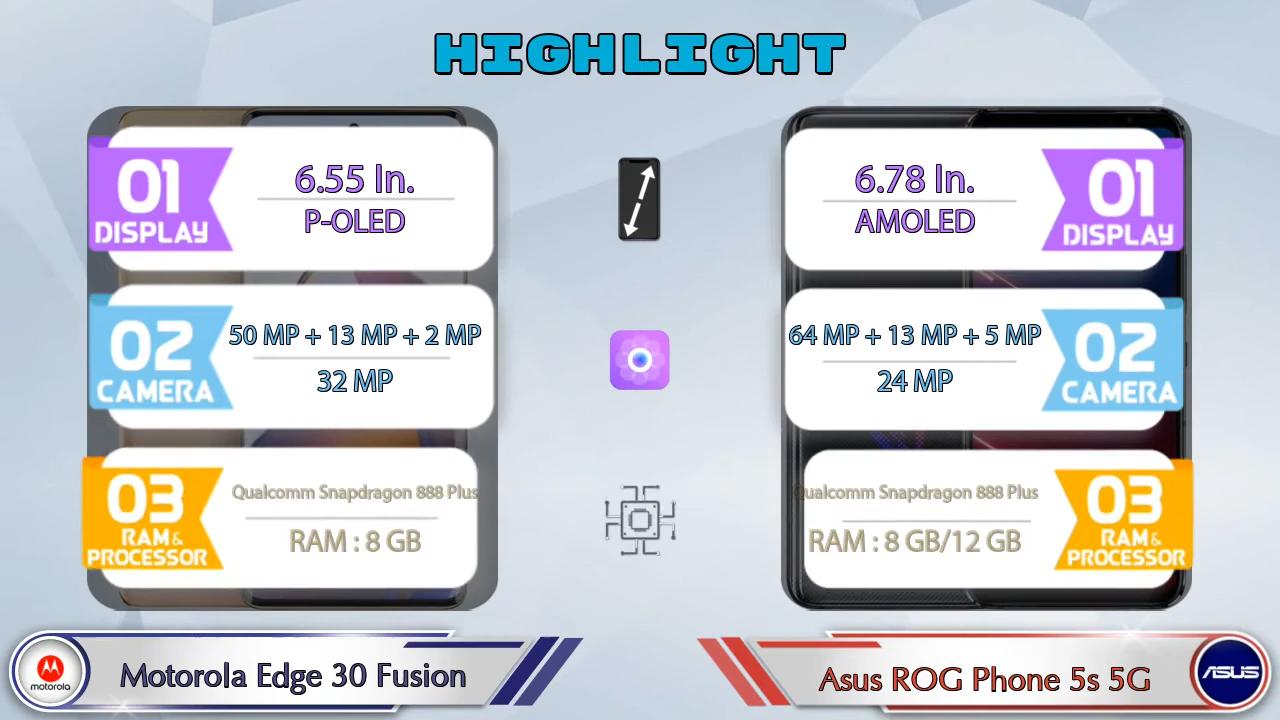 HIGHLIGHT
01
DISPLAY
6.55 In.
P-OLED
6.78 In.
AMOLED
01
DISPLAY
02
CAMERA
50 MP + 13 MP + 2 MP
32 MP
64 MP + 13 MP + 5 MP
24 MP
02
CAMERA
03
RAM &
PROCESSOR
Qualcomm Snapdragon 888 Plus
RAM : 8 GB
Qualcomm Snapdragon 888 Plus
RAM : 8 GB/12 GB
03
RAM &
PROCESSOR
motorola
Motorola Edge 30 Fusion
Asus ROG Phone 5s 5G
ASUS